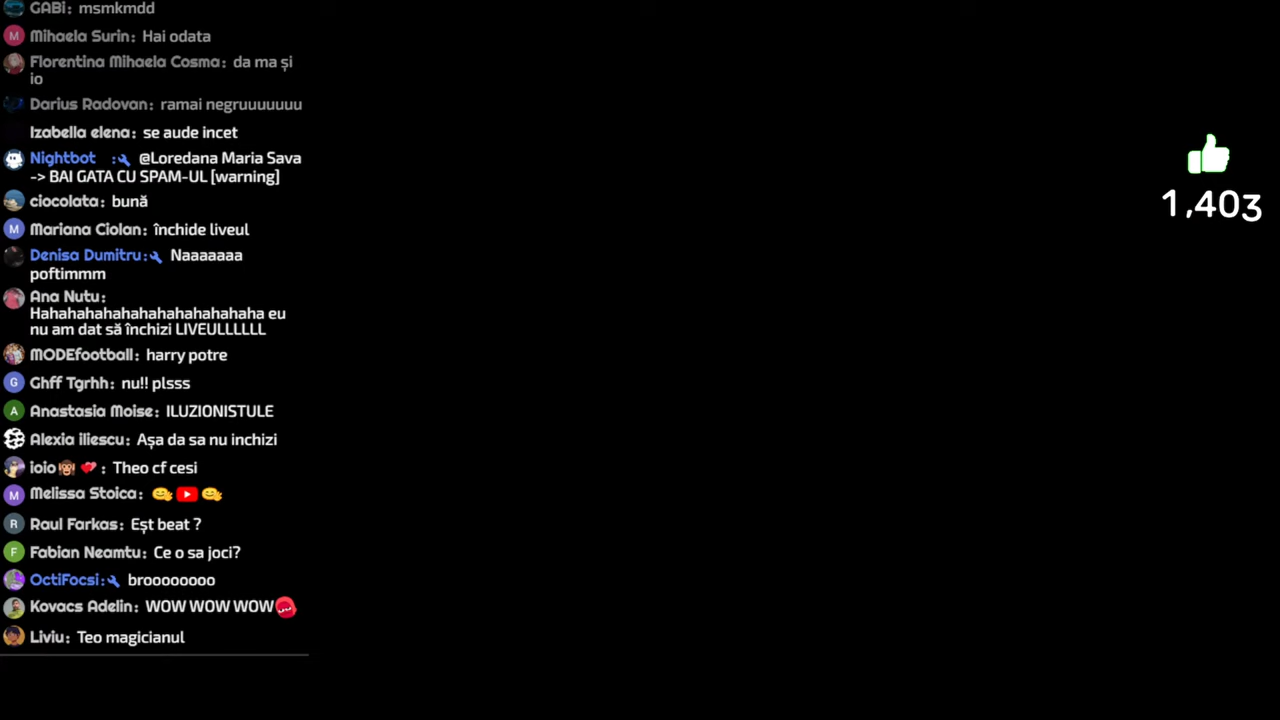 GABi: msmkmdd
Mihaela Surin: Hai odata
Florentina Mihaela Cosma: da ma și
io
Darius Radovan: ramai negruuuuuuu
Izabella elena: se aude incet
Nightbot : @Loredana Maria Sava
-> BAI GATA CU SPAM-UL [warning]
ciocolata: bună
Mariana Ciolan: închide liveul
Denisa Dumitru: Naaaaaaa
poftimmm
Ana Nutu:
Hahahahahahahahahahahahaha eu
nu am dat să închizi LIVEULLLLLL
MODEfootball: harry potre
Ghff Tgrhh: nu!! plsss
Anastasia Moise: ILUZIONISTULE
Alexia iliescu: Așa da sa nu inchizi
ioio🙉 💕 : Theo cf cesi
Melissa Stoica:
Raul Farkas: Ești beat ?
Fabian Neamtu: Ce o sa joci?
OctiFocsi: broooooooo
Kovacs Adelin: WOW WOW WOW
Liviu: Teo magicianul
1,403